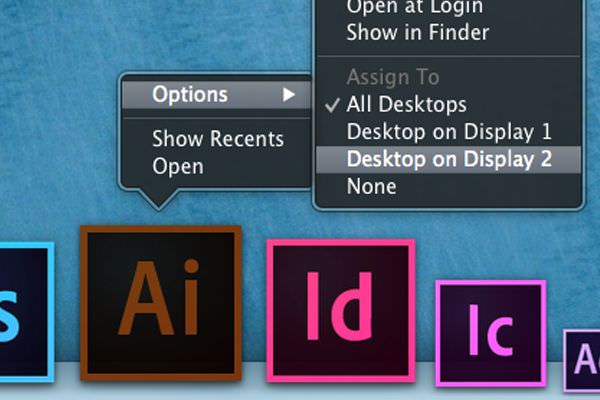 Open at Login
Show in Finder
Assign To
All Desktops
Desktop on Display 1
Desktop on Display 2
None
Options
Show Recents
Open
s
Ai
Id
Ic
Ae